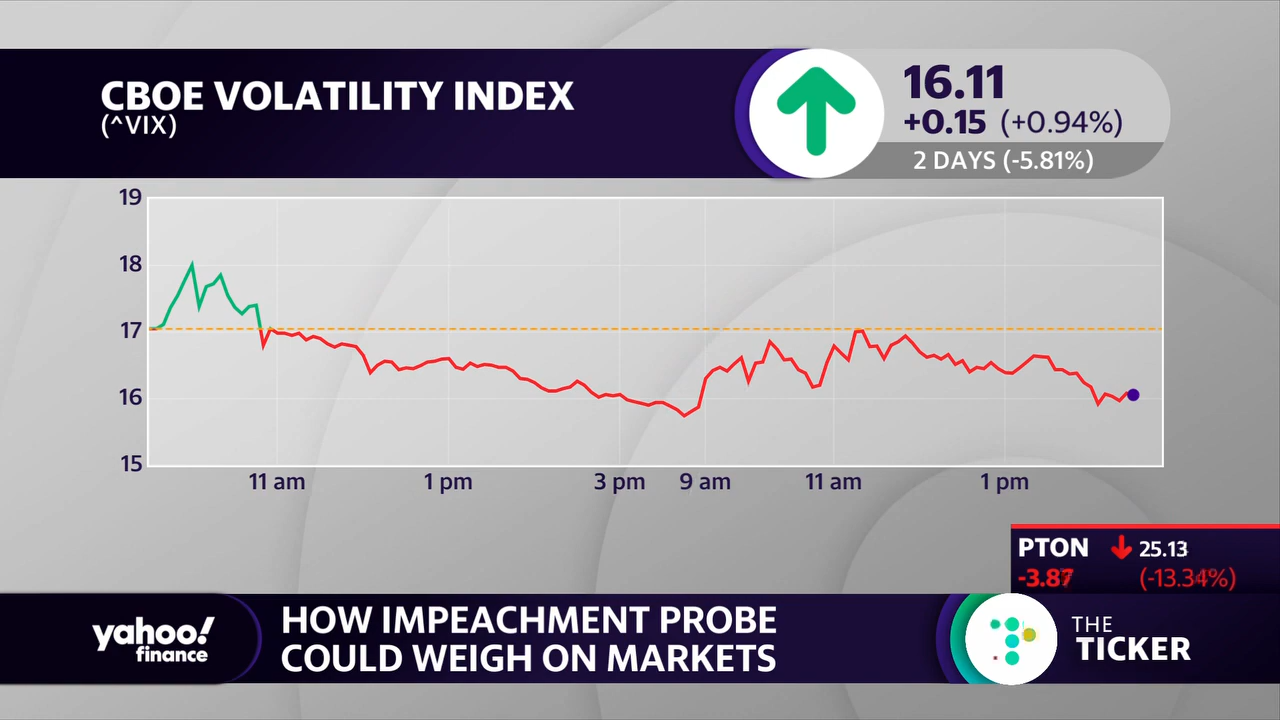 CBOE VOLATILITY INDEX
(^VIX)
16.11
+0.15 (+0.94%)
2 DAYS (-5.81%)
19
18
17
16
15
11 am 1 pm 3 pm 9 am 11 am 1 pm
PTON 25.13
-3.87 (-13.34%)
yahoo!
finance
HOW IMPEACHMENT PROBE
COULD WEIGH ON MARKETS
THE
TICKER